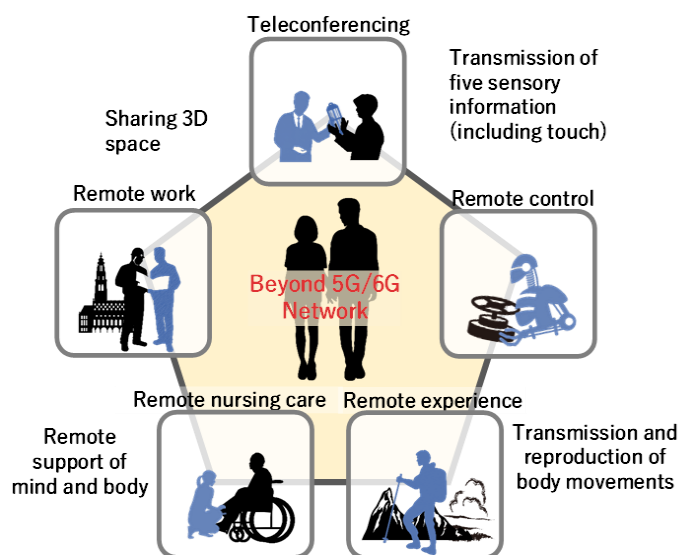 Teleconferencing
Transmission of
five sensory
information
(including touch)
Sharing 3D
space
Remote work
Remote control
Beyond 5G/6G
Network
Remote nursing care
Remote experience
Remote
support of
mind and body
Transmission and
reproduction of
body movements